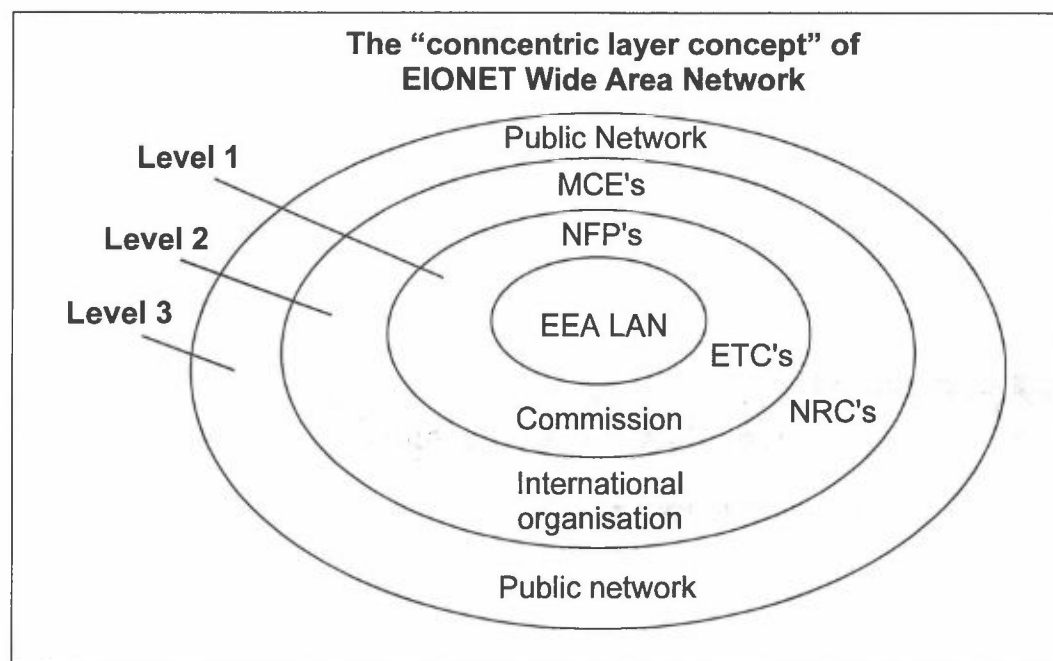 The “conncentric layer concept” of
EIONET Wide Area Network
Public Network
Level 1
MCE's
NFP's
Level 2
Level 3
EEA LAN
ETC's
Commission
NRC's
International
organisation
Public network